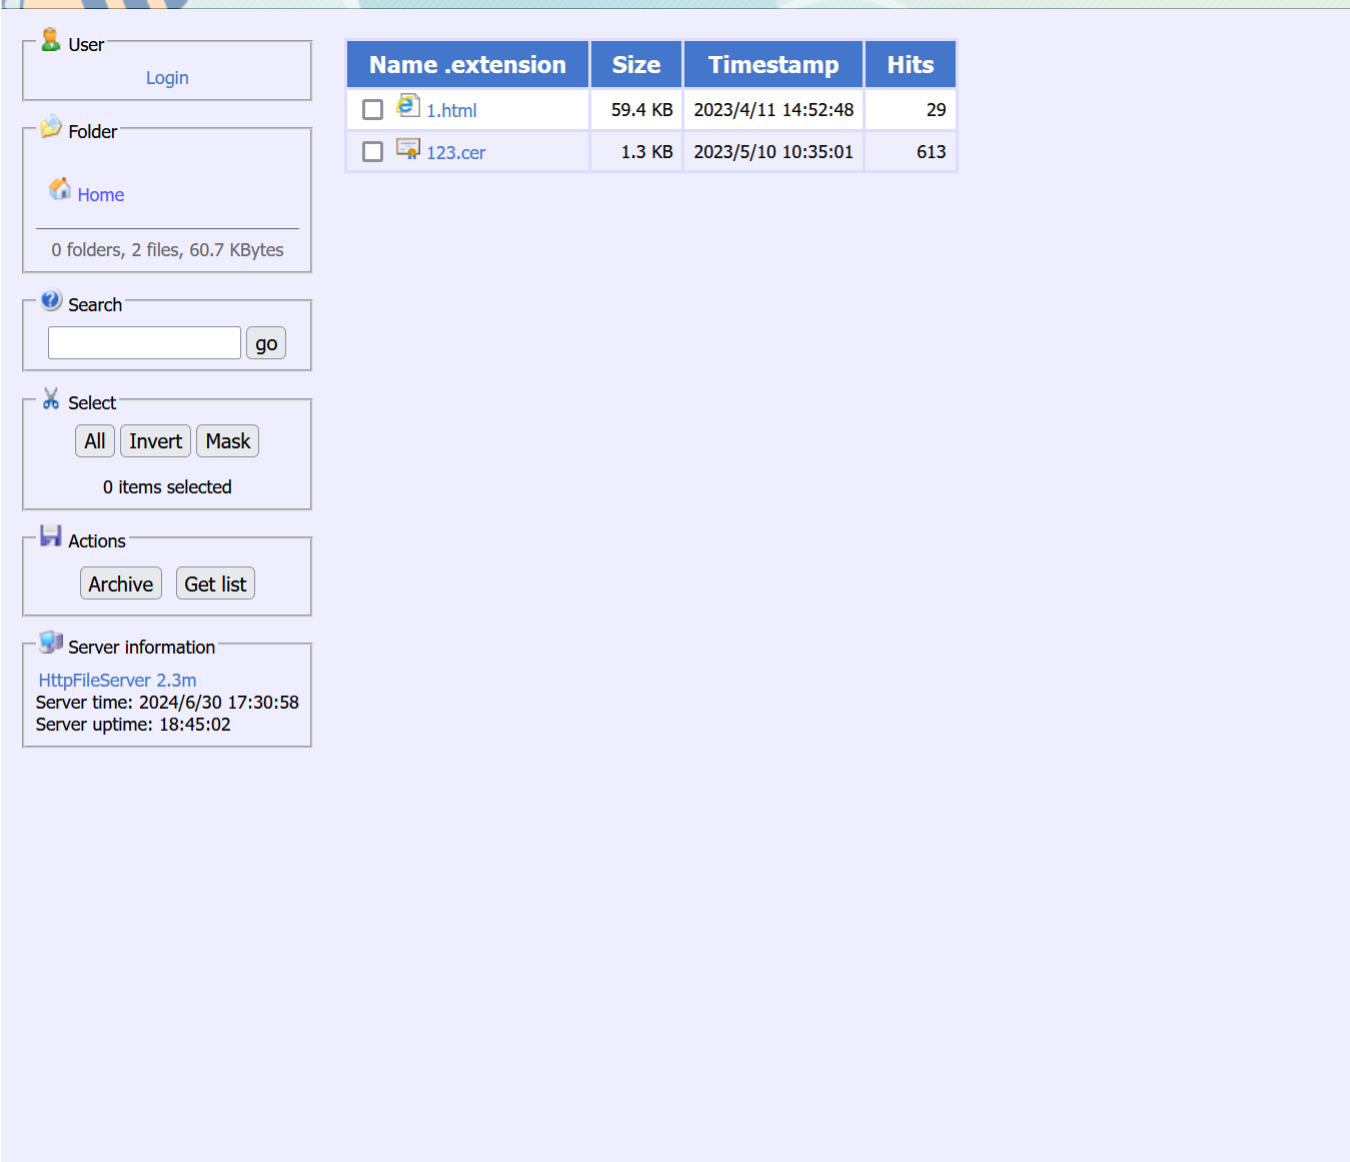 User
Login
Folder
Home
0 folders, 2 files, 60.7 KBytes
Search
go
Select
All Invert Mask
0 items selected
Actions
Archive Get list
Server information
HttpFileServer 2.3m
Server time: 2024/6/30 17:30:58
Server uptime: 18:45:02
Name .extension Size Timestamp Hits
1.html 59.4 KB 2023/4/11 14:52:48 29
123.cer 1.3 KB 2023/5/10 10:35:01 613